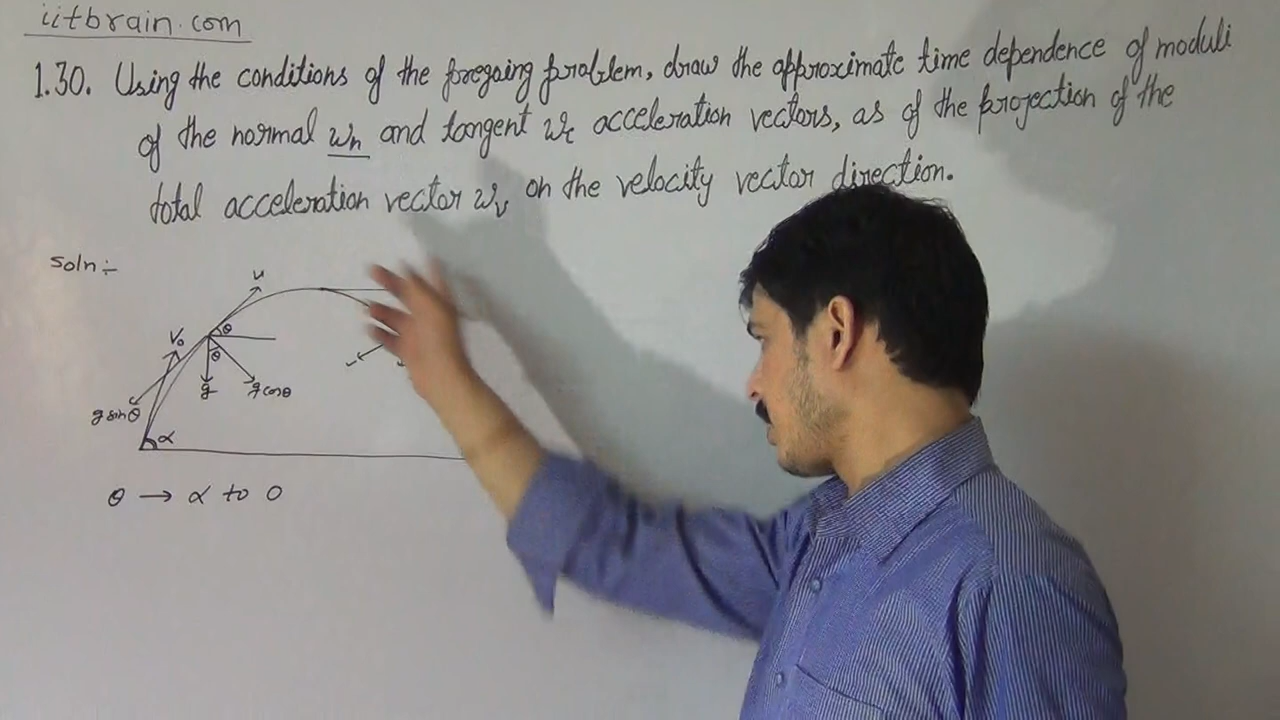 iitbrain.com
1.30. Using the conditions of the foregoing problem, draw the approximate time dependence of moduli
of the normal wn and tangent wτ acceleration vectors, as of the projection of the
total acceleration vector wv on the velocity vector direction.
Soln÷
u
θ
V₀
θ
g
g cosθ
g sinθ
α
θ → α to 0